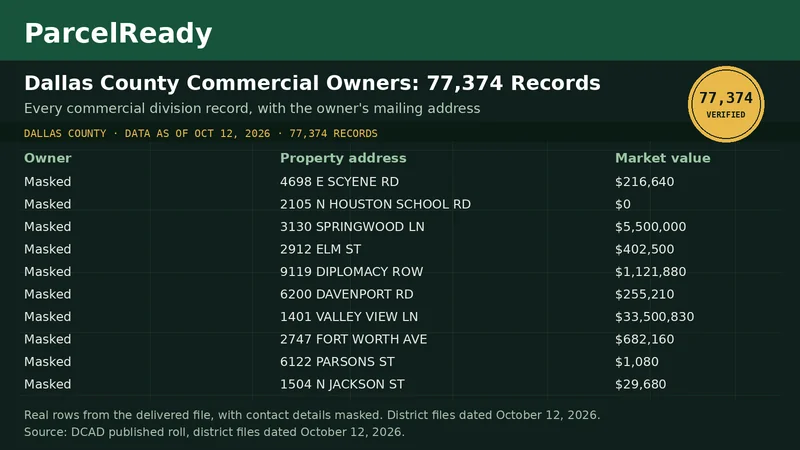 ParcelReady
Dallas County Commercial Owners: 77,374 Records
Every commercial division record, with the owner's mailing address
77,374
VERIFIED
DALLAS COUNTY · DATA AS OF OCT 12, 2026 · 77,374 RECORDS
Owner Property address Market value
Masked 4698 E SCYENE RD $216,640
Masked 2105 N HOUSTON SCHOOL RD $0
Masked 3130 SPRINGWOOD LN $5,500,000
Masked 2912 ELM ST $402,500
Masked 9119 DIPLOMACY ROW $1,121,880
Masked 6200 DAVENPORT RD $255,210
Masked 1401 VALLEY VIEW LN $33,500,830
Masked 2747 FORT WORTH AVE $682,160
Masked 6122 PARSONS ST $1,080
Masked 1504 N JACKSON ST $29,680
Real rows from the delivered file, with contact details masked. District files dated October 12, 2026.
Source: DCAD published roll, district files dated October 12, 2026.